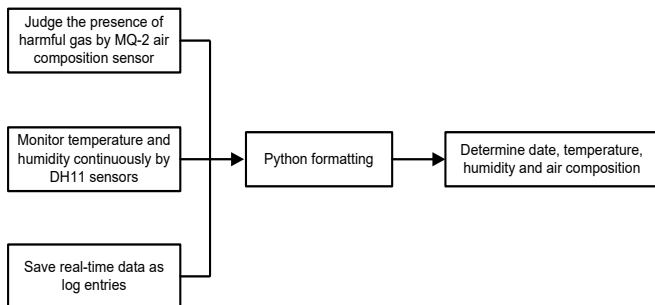 Judge the presence of
harmful gas by MQ-2 air
composition sensor
Monitor temperature and
humidity continuously by
DH11 sensors
Save real-time data as
log entries
Python formatting
Determine date, temperature,
humidity and air composition